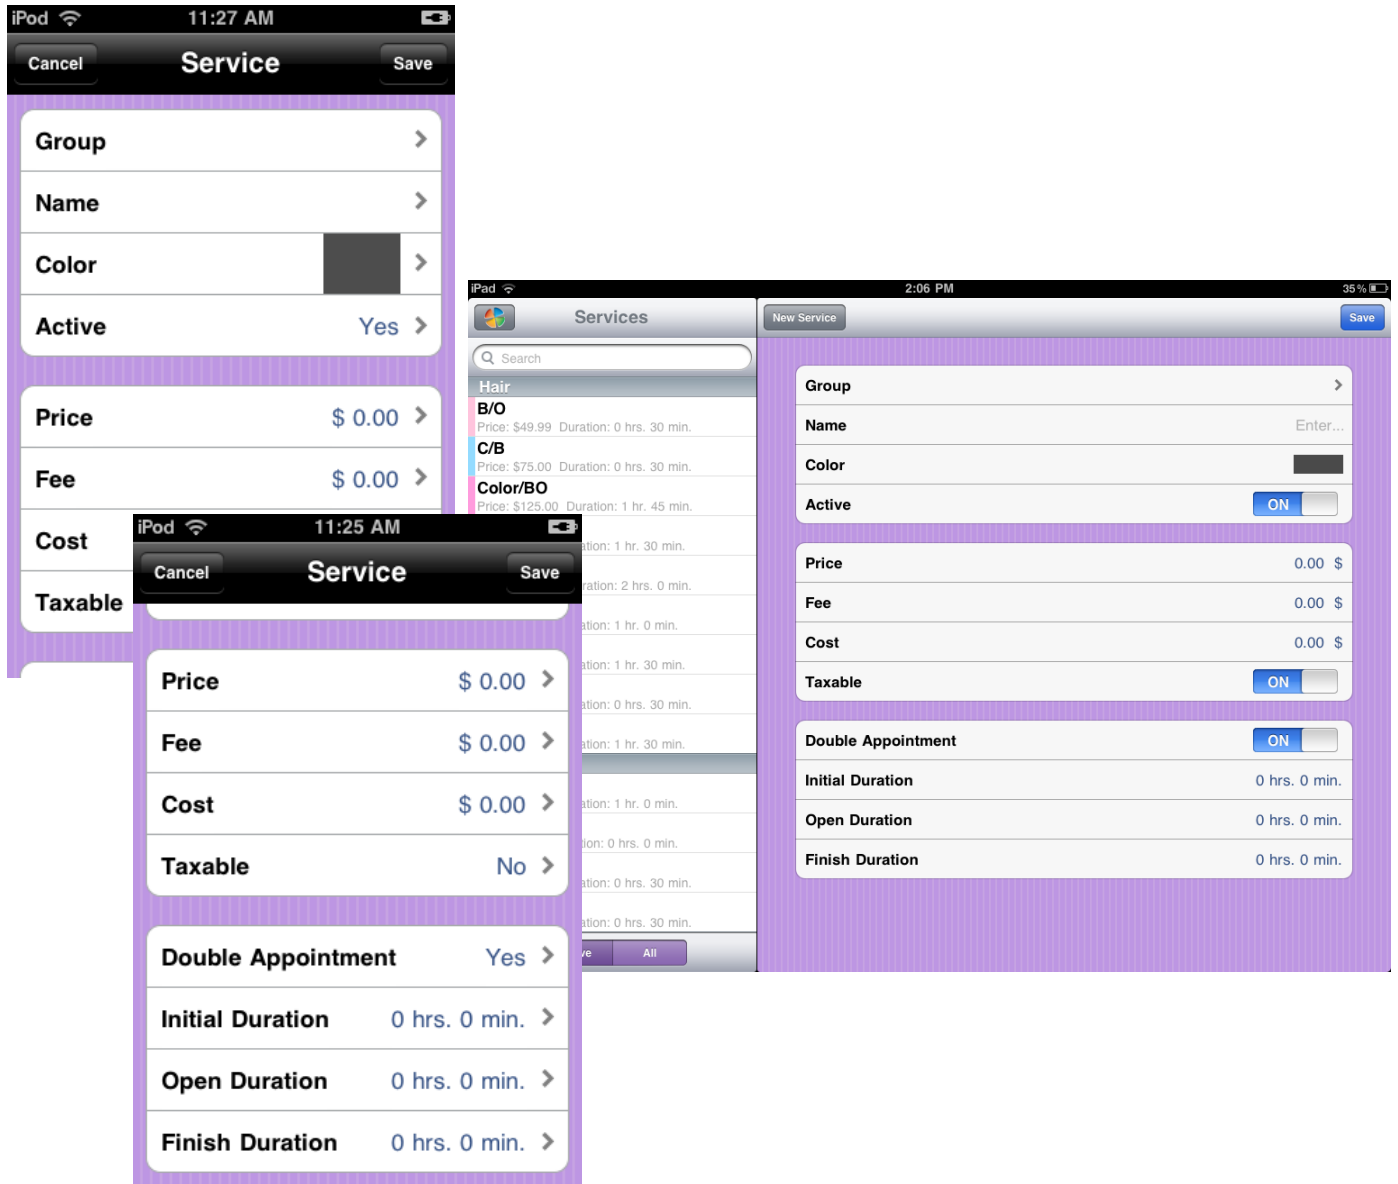 iPod 11:27 AM
Cancel Service Save
Group
Name
Color
Active Yes
Price $ 0.00
Fee $ 0.00
Cost
Taxable
iPod 11:25 AM
Cancel Service Save
Price $ 0.00
Fee $ 0.00
Cost $ 0.00
Taxable No
Double Appointment Yes
Initial Duration 0 hrs. 0 min.
Open Duration 0 hrs. 0 min.
Finish Duration 0 hrs. 0 min.
iPad 2:06 PM 35%
Services
Search
Hair
B/O
Price: $49.99 Duration: 0 hrs. 30 min.
C/B
Price: $75.00 Duration: 0 hrs. 30 min.
Color/BO
Price: $125.00 Duration: 1 hr. 45 min.
ation: 1 hr. 30 min.
ration: 2 hrs. 0 min.
ation: 1 hr. 0 min.
ation: 1 hr. 30 min.
ation: 0 hrs. 30 min.
ation: 1 hr. 30 min.
ation: 1 hr. 0 min.
tion: 0 hrs. 0 min.
ation: 0 hrs. 30 min.
ation: 0 hrs. 30 min.
ve All
New Service Save
Group
Name Enter...
Color
Active ON
Price 0.00 $
Fee 0.00 $
Cost 0.00 $
Taxable ON
Double Appointment ON
Initial Duration 0 hrs. 0 min.
Open Duration 0 hrs. 0 min.
Finish Duration 0 hrs. 0 min.